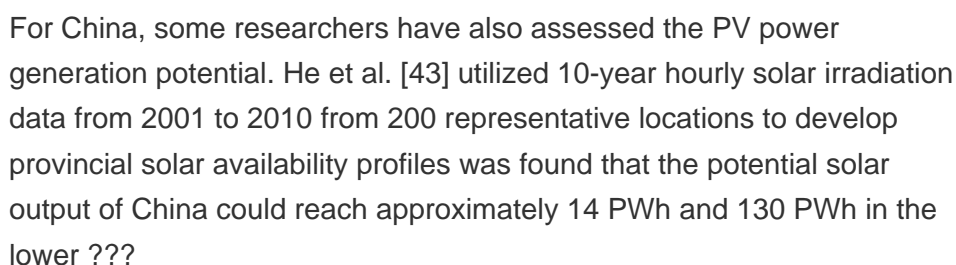 For China, some researchers have also assessed the PV power
generation potential. He et al. [43] utilized 10-year hourly solar irradiation
data from 2001 to 2010 from 200 representative locations to develop
provincial solar availability profiles was found that the potential solar
output of China could reach approximately 14 PWh and 130 PWh in the
lower ???